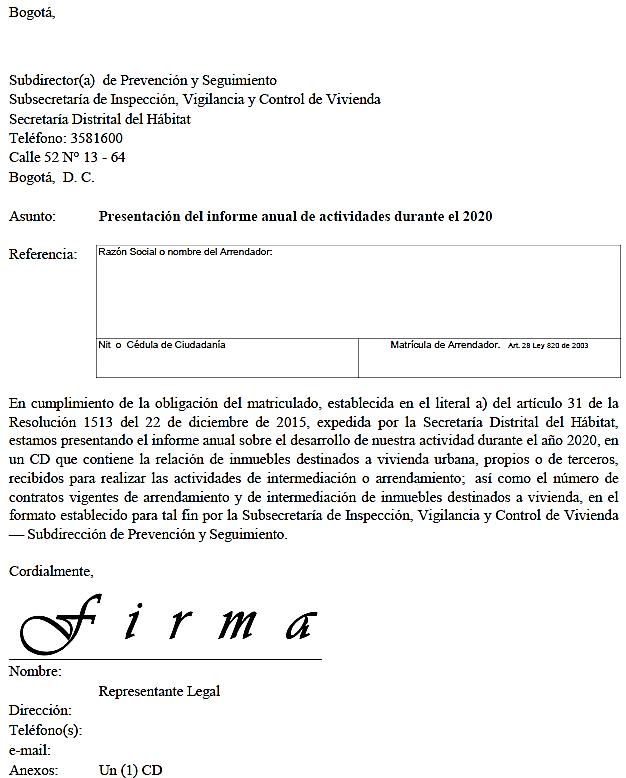 Bogotá,
Subdirector(a) de Prevención y Seguimiento
Subsecretaría de Inspección, Vigilancia y Control de Vivienda
Secretaría Distrital del Hábitat
Teléfono: 3581600
Calle 52 N° 13 - 64
Bogotá, D. C.
Asunto: Presentación del informe anual de actividades durante el 2020
Referencia: Razón Social o nombre del Arrendador:
Nit o Cédula de Ciudadanía Matrícula de Arrendador. Art. 28 Ley 820 de 2003
En cumplimiento de la obligación del matriculado, establecida en el literal a) del artículo 31 de la
Resolución 1513 del 22 de diciembre de 2015, expedida por la Secretaría Distrital del Hábitat,
estamos presentando el informe anual sobre el desarrollo de nuestra actividad durante el año 2020, en
un CD que contiene la relación de inmuebles destinados a vivienda urbana, propios o de terceros,
recibidos para realizar las actividades de intermediación o arrendamiento; así como el número de
contratos vigentes de arrendamiento y de intermediación de inmuebles destinados a vivienda, en el
formato establecido para tal fin por la Subsecretaría de Inspección, Vigilancia y Control de Vivienda
— Subdirección de Prevención y Seguimiento.
Cordialmente,
F i r m a
Nombre:
Representante Legal
Dirección:
Teléfono(s):
e-mail:
Anexos: Un (1) CD